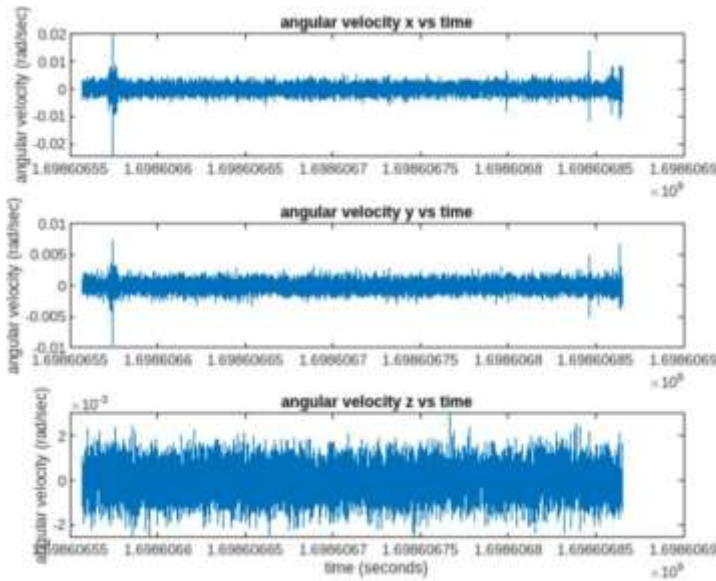 angular velocity x vs time
angular velocity (rad/sec)
0.02
0.01
0
-0.01
-0.02
1.69860655 1.6986066 1.69860665 1.6986067 1.69860675 1.6986068 1.69860685 1.6986069
×10⁹
angular velocity y vs time
angular velocity (rad/sec)
0.01
0.005
0
-0.005
-0.01
1.69860655 1.6986066 1.69860665 1.6986067 1.69860675 1.6986068 1.69860685 1.6986069
×10⁹
angular velocity z vs time
angular velocity (rad/sec)
×10⁻³
2
0
-2
1.69860655 1.6986066 1.69860665 1.6986067 1.69860675 1.6986068 1.69860685 1.6986069
time (seconds)
×10⁹